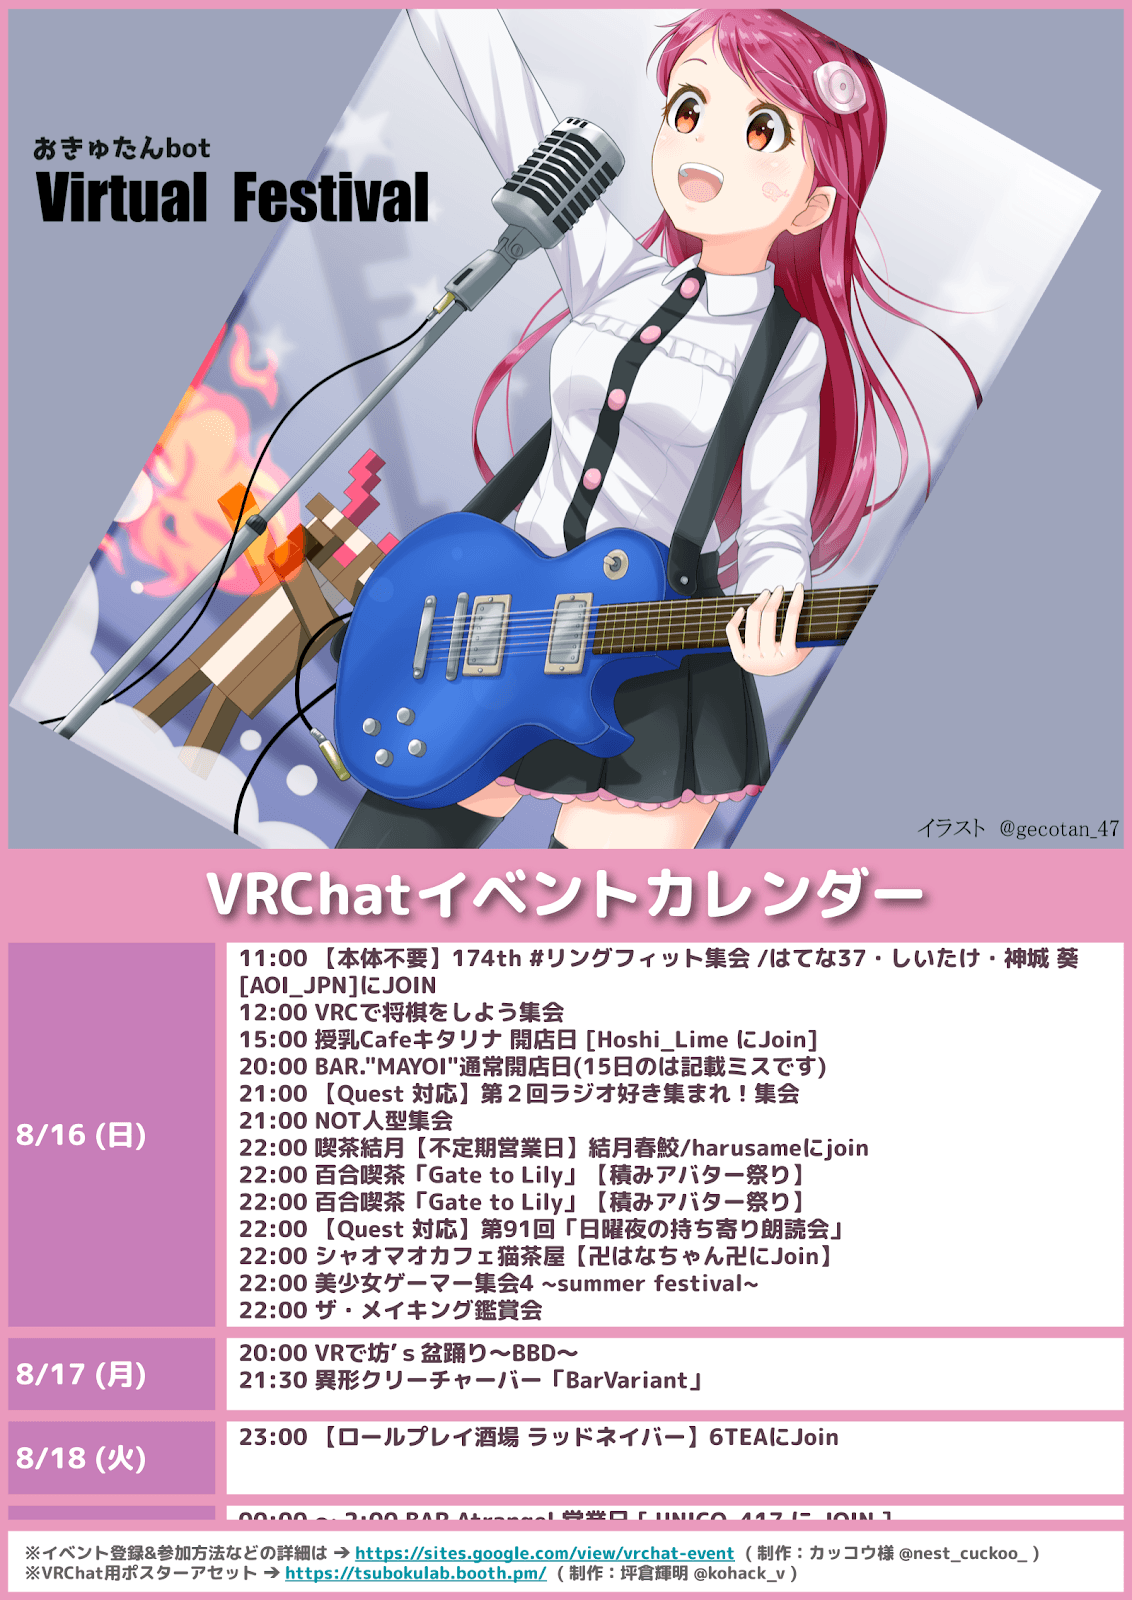 おきゅたんbot
Virtual Festival
イラスト @gecotan_47
VRChatイベントカレンダー
8/16 (日)
11:00 【本体不要】174th #リングフィット集会 /はてな37・しいたけ・神城 葵
[AOI_JPN]にJOIN
12:00 VRCで将棋をしよう集会
15:00 授乳Cafeキタリナ 開店日 [Hoshi_Lime にJoin]
20:00 BAR."MAYOI"通常開店日(15日のは記載ミスです)
21:00 【Quest 対応】第２回ラジオ好き集まれ！集会
21:00 NOT人型集会
22:00 喫茶結月【不定期営業日】結月春鮫/harusameにjoin
22:00 百合喫茶「Gate to Lily」【積みアバター祭り】
22:00 百合喫茶「Gate to Lily」【積みアバター祭り】
22:00 【Quest 対応】第91回「日曜夜の持ち寄り朗読会」
22:00 シャオマオカフェ猫茶屋【卍はなちゃん卍にJoin】
22:00 美少女ゲーマー集会4 ~summer festival~
22:00 ザ・メイキング鑑賞会
8/17 (月)
20:00 VRで坊’ｓ盆踊り～BBD～
21:30 異形クリーチャーバー「BarVariant」
8/18 (火)
23:00 【ロールプレイ酒場 ラッドネイバー】6TEAにJoin
00:00 ～ 2:00 BAR Atrangel 営業日 [ UNICO_417 に JOIN ]
※イベント登録&参加方法などの詳細は ➔ https://sites.google.com/view/vrchat-event ( 制作：カッコウ様 @nest_cuckoo_ )
※VRChat用ポスターアセット ➔ https://tsubokulab.booth.pm/ ( 制作：坪倉輝明 @kohack_v )